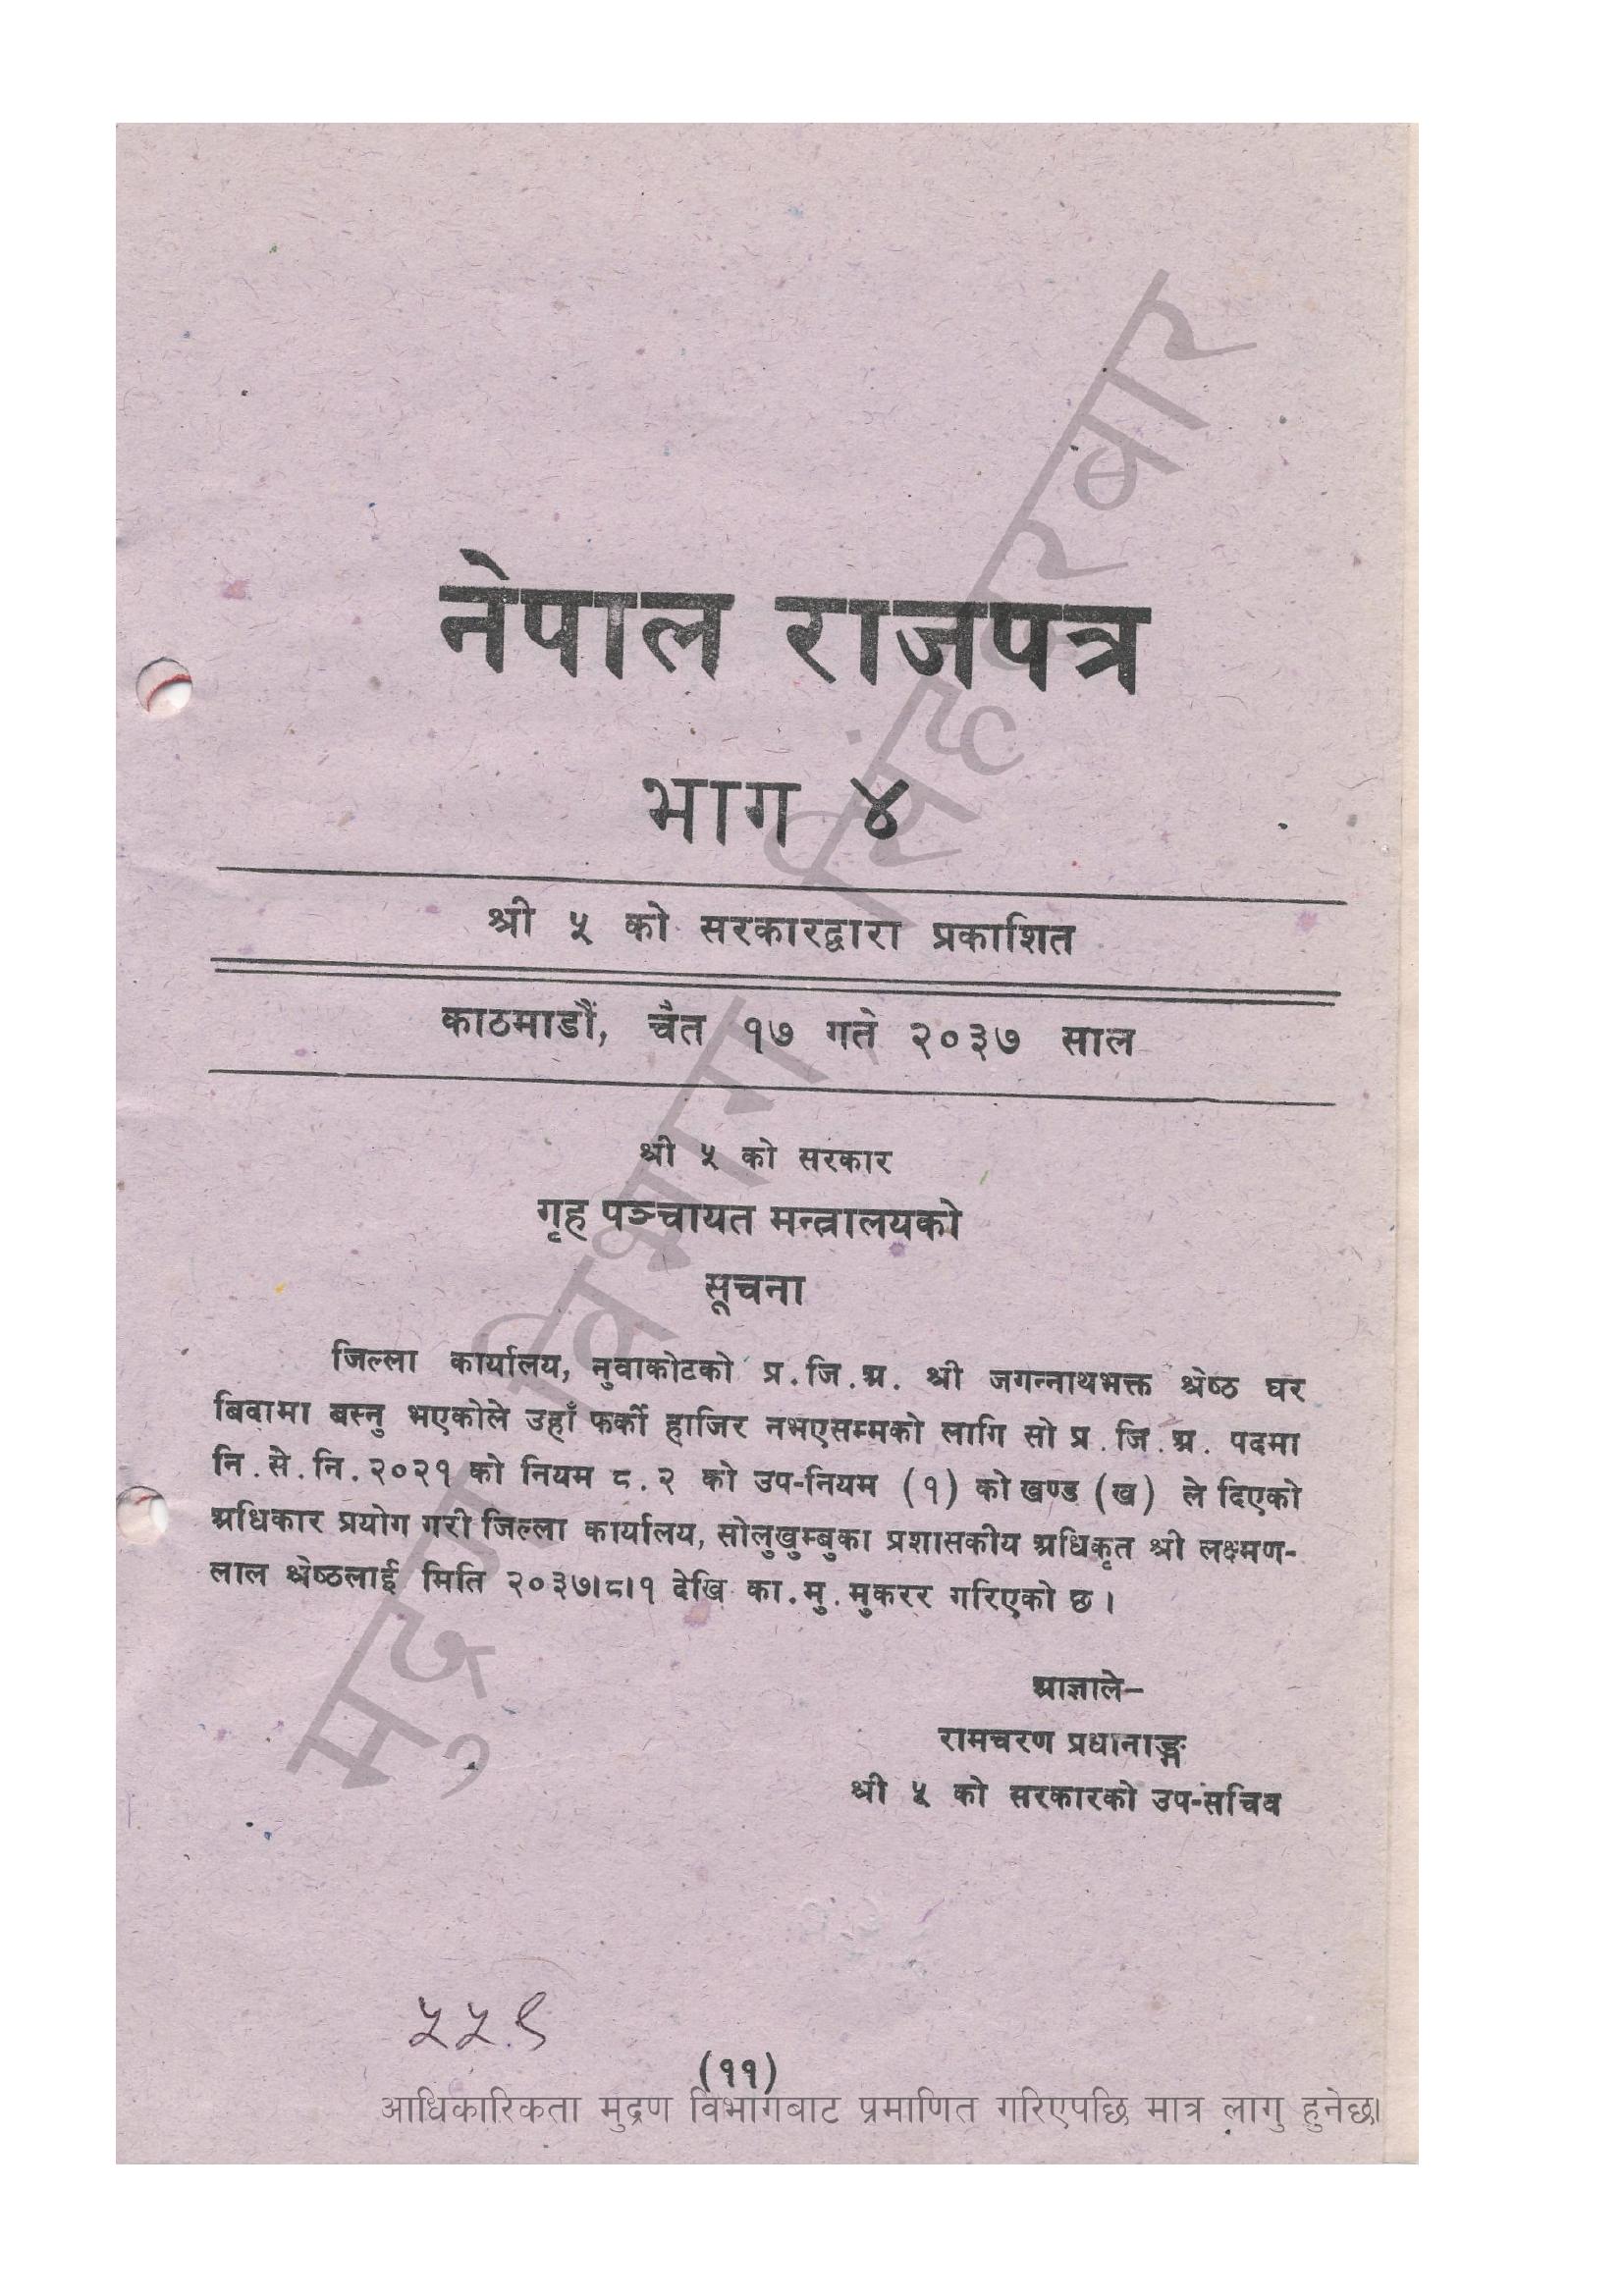 नेपाल राजपत्र
भाग ४
श्री ५ को सरकारद्वारा प्रकाशित
काठमाडौं, चैत १७ गते २०३७ साल
श्री ५ को सरकार
गृह पञ्चायत मन्त्रालयको
सूचना
जिल्ला कार्यालय, नुवाकोटको प्र.जि.अ. श्री जगन्नाथभक्त श्रेष्ठ घर
बिदामा बस्नु भएकोले उहाँ फर्की हाजिर नभएसम्मको लागि सो प्र.जि.अ. पदमा
नि.से.नि.२०२१ को नियम ८.२ को उप-नियम (१) को खण्ड (ख) ले दिएको
अधिकार प्रयोग गरी जिल्ला कार्यालय, सोलुखुम्बुका प्रशासकीय अधिकृत श्री लक्ष्मण-
लाल श्रेष्ठलाई मिति २०३७।८।१ देखि का.मु.मुकरर गरिएको छ।
आज्ञाले–
रामचरण प्रधानाङ्ग
श्री ५ को सरकारको उप-सचिव
५५९
(११)
आधिकारिकता मुद्रण विभागबाट प्रमाणित गरिएपछि मात्र लागु हुनेछ।
मुद्रण विभाग सिंहदरबार